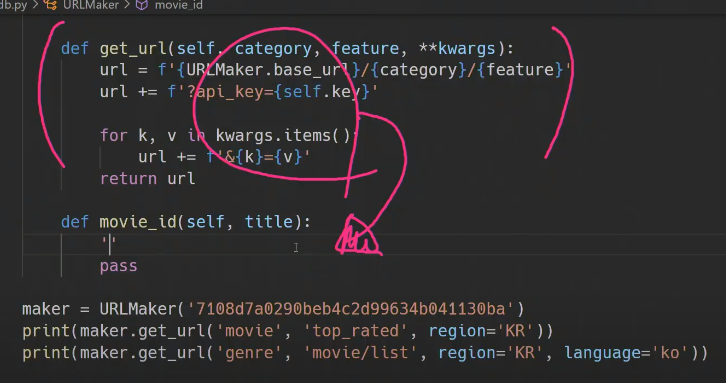 db.py > URLMaker > movie_id
def get_url(self, category, feature, **kwargs):
url = f'{URLMaker.base_url}/{category}/{feature}'
url += f'?api_key={self.key}'
for k, v in kwargs.items():
url += f'&{k}={v}'
return url
def movie_id(self, title):
''
pass
maker = URLMaker('7108d7a0290beb4c2d99634b041130ba')
print(maker.get_url('movie', 'top_rated', region='KR'))
print(maker.get_url('genre', 'movie/list', region='KR', language='ko')